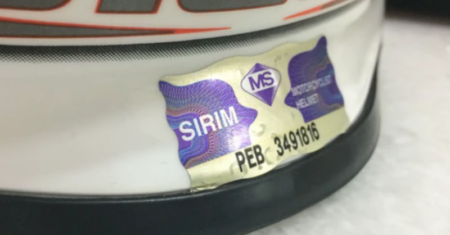 MS
SIRIM
MOTORCYCLIST
HELMET
PEB 3491816